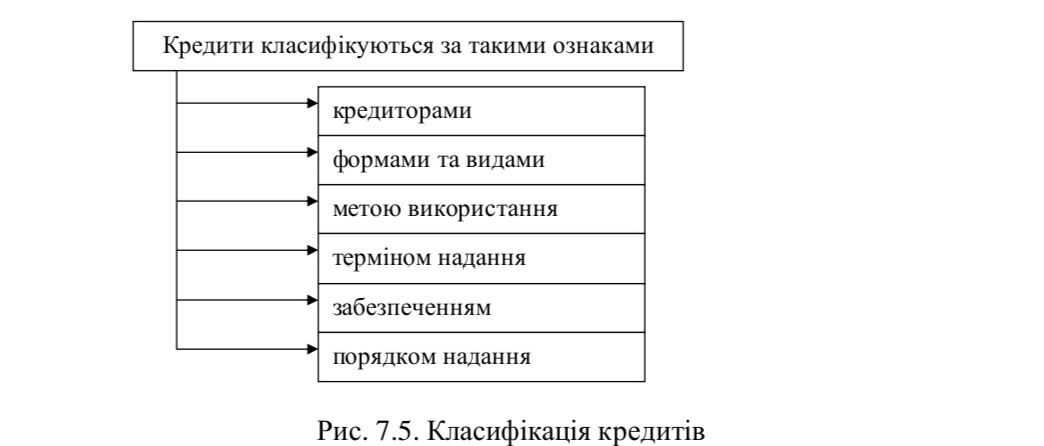 Кредити класифікуються за такими ознаками
кредиторами
формами та видами
метою використання
терміном надання
забезпеченням
порядком надання
Рис. 7.5. Класифікація кредитів